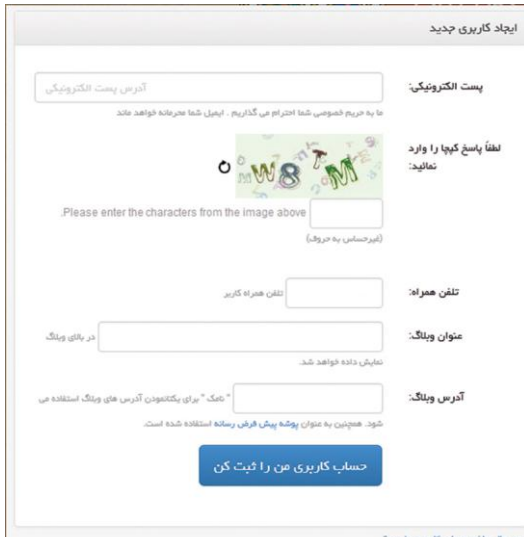 ایجاد کاربری جدید
پست الکترونیکی:
آدرس پست الکترونیکی
ما به حریم خصوصی شما احترام می گذاریم . ایمیل شما محرمانه خواهد ماند
لطفاً پاسخ کپچا را وارد
نمائید:
W8TM
Please enter the characters from the image above.
(غیرحساس به حروف)
تلفن همراه:
تلفن همراه کاربر
عنوان وبلاگ:
در بالای وبلاگ
نمایش داده خواهد شد.
آدرس وبلاگ:
" نامک " برای یکتانمودن آدرس های وبلاگ استفاده می
شود. همچنین به عنوان پوشه پیش فرض رسانه استفاده شده است.
حساب کاربری من را ثبت کن